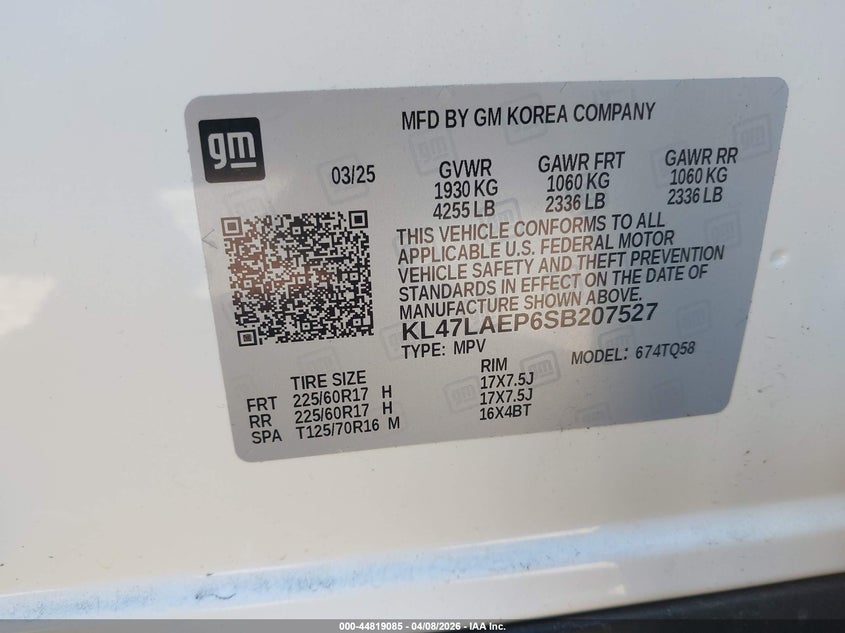 gm
MFD BY GM KOREA COMPANY
03/25
GVWR GAWR FRT GAWR RR
1930 KG 1060 KG 1060 KG
4255 LB 2336 LB 2336 LB
THIS VEHICLE CONFORMS TO ALL
APPLICABLE U.S. FEDERAL MOTOR
VEHICLE SAFETY AND THEFT PREVENTION
STANDARDS IN EFFECT ON THE DATE OF
MANUFACTURE SHOWN ABOVE.
KL47LAEP6SB207527
TYPE: MPV MODEL: 674TQ58
TIRE SIZE RIM
FRT 225/60R17 H 17X7.5J
RR 225/60R17 H 17X7.5J
SPA T125/70R16 M 16X4BT
000-44819085 - 04/08/2026 - IAA Inc.